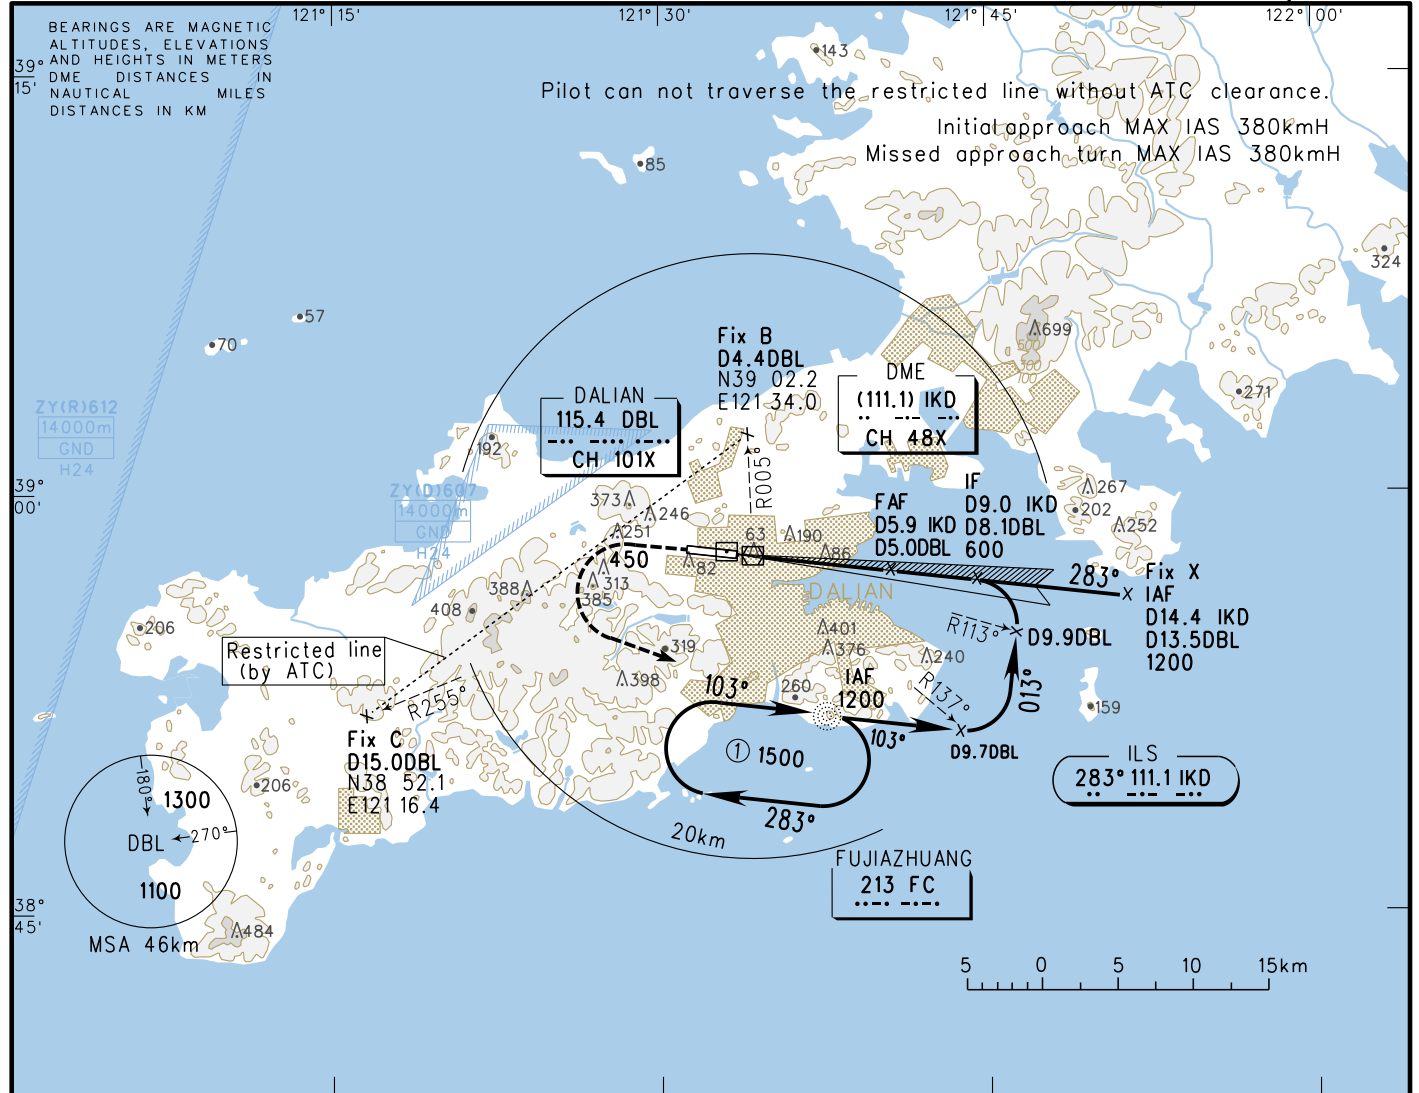 121° 15'
121° 30'
121° 45'
122° 00'
BEARINGS ARE MAGNETIC
ALTITUDES, ELEVATIONS
AND HEIGHTS IN METERS
DME DISTANCES IN
NAUTICAL MILES
DISTANCES IN KM
39°
15'
143
Pilot can not traverse the restricted line without ATC clearance.
Initial approach MAX IAS 380kmH
Missed approach turn MAX IAS 380kmH
85
324
57
70
699
500
300
100
271
Fix B
D4.4DBL
N39 02.2
E121 34.0
DALIAN
115.4 DBL
-·· -··· ·-··
CH 101X
DME
(111.1) IKD
·· -·- -··
CH 48X
ZY(R)612
14000m
GND
H24
192
ZY(D)607
14000m
GND
H24
39°
00'
373
246
251
R005°
63
190
86
82
FAF
D5.9 IKD
D5.0DBL
IF
D9.0 IKD
D8.1DBL
600
267
202
252
450
313
385
388
408
DALIAN
283°
Fix X
IAF
D14.4 IKD
D13.5DBL
1200
206
Restricted line
(by ATC)
R255°
319
398
401
376
240
R113°
D9.9DBL
R137°
013°
159
103°
260
IAF
1200
103°
D9.7DBL
① 1500
283°
Fix C
D15.0DBL
N38 52.1
E121 16.4
206
ILS
283° 111.1 IKD
·· -·- -··
180°
1300
DBL
270°
1100
MSA 46km
484
20km
FUJIAZHUANG
213 FC
··-· -·-·
38°
45'
5 0 5 10 15km